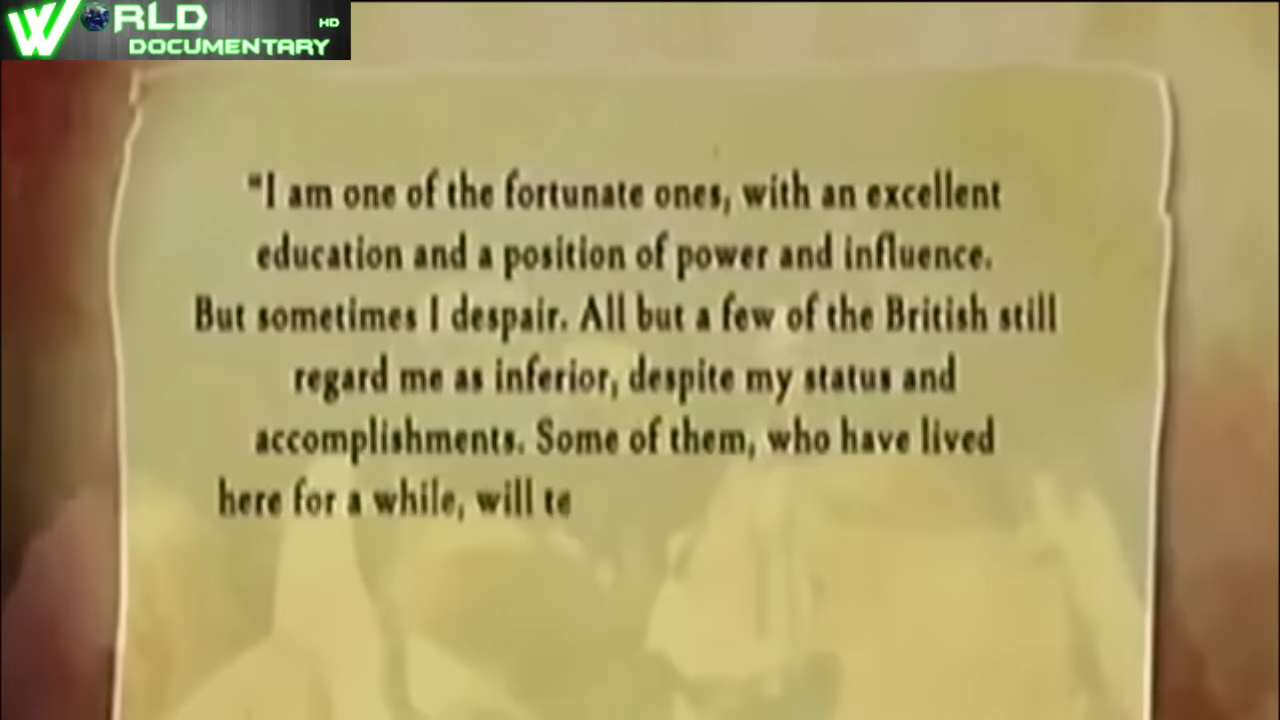 WORLD
HD
DOCUMENTARY
"I am one of the fortunate ones, with an excellent
education and a position of power and influence.
But sometimes I despair. All but a few of the British still
regard me as inferior, despite my status and
accomplishments. Some of them, who have lived
here for a while, will te